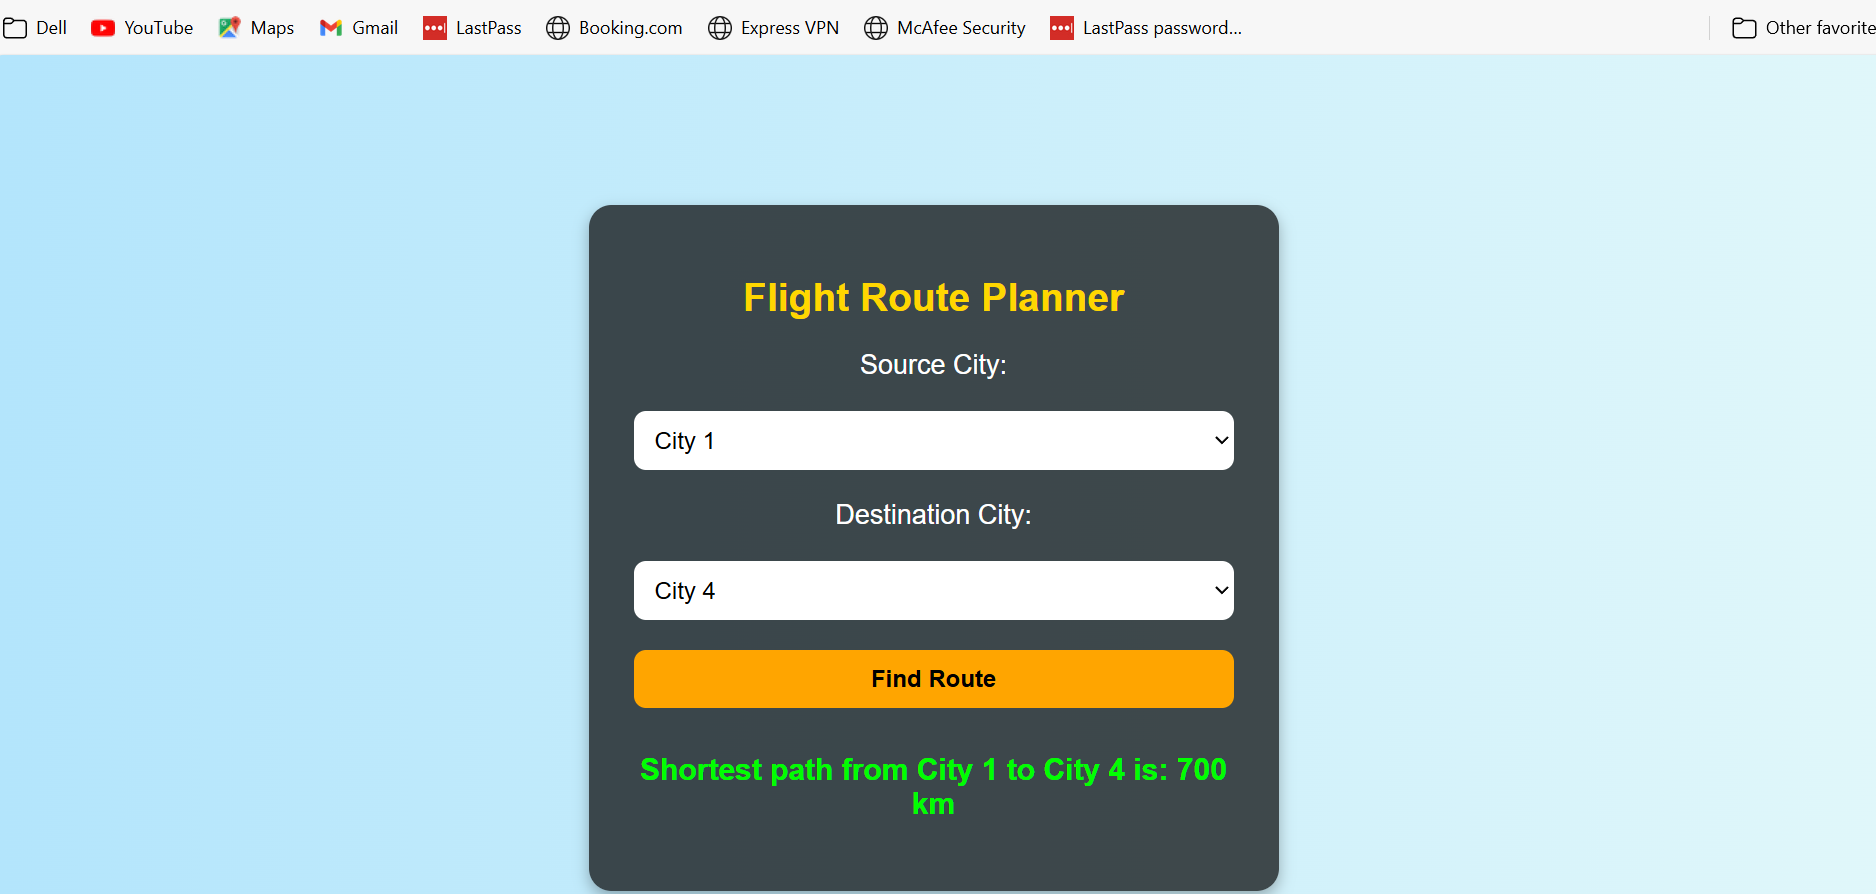 Dell YouTube Maps Gmail LastPass Booking.com Express VPN McAfee Security LastPass password... Other favorite
Flight Route Planner
Source City:
City 1
Destination City:
City 4
Find Route
Shortest path from City 1 to City 4 is: 700
km